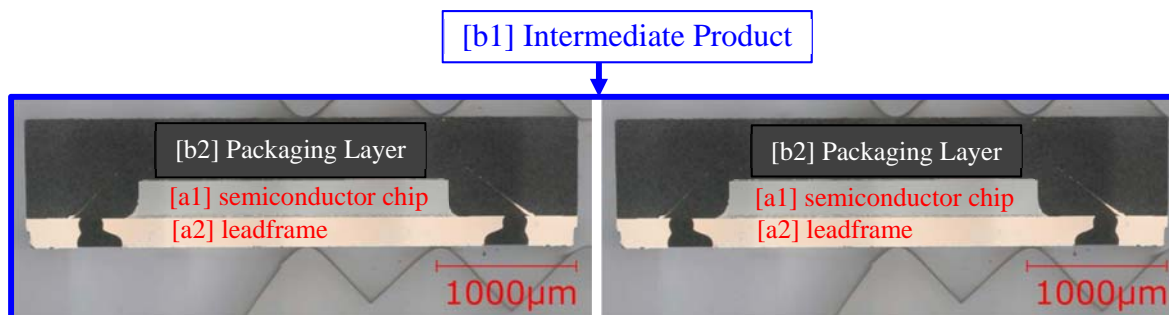 [b1] Intermediate Product
[b2] Packaging Layer
[a1] semiconductor chip
[a2] leadframe
1000µm
[b2] Packaging Layer
[a1] semiconductor chip
[a2] leadframe
1000µm